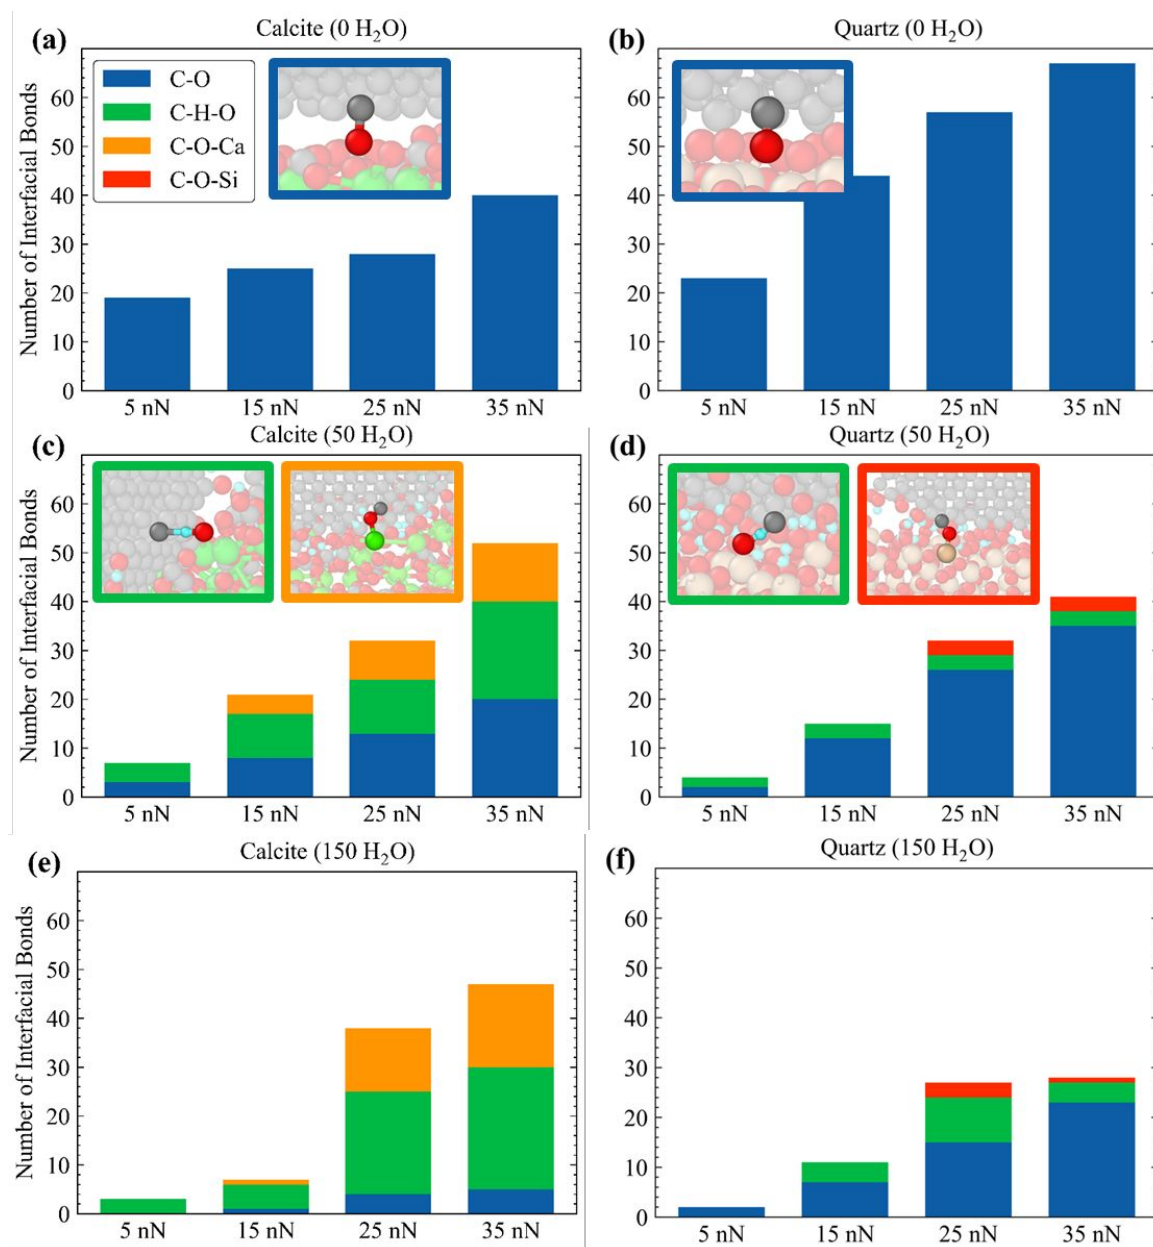 (a)
Calcite (0 H₂O)
Number of Interfacial Bonds
60
50
40
30
20
10
0
C-O
C-H-O
C-O-Ca
C-O-Si
5 nN 15 nN 25 nN 35 nN
(b)
Quartz (0 H₂O)
60
50
40
30
20
10
0
5 nN 15 nN 25 nN 35 nN
(c)
Calcite (50 H₂O)
Number of Interfacial Bonds
60
50
40
30
20
10
0
5 nN 15 nN 25 nN 35 nN
(d)
Quartz (50 H₂O)
60
50
40
30
20
10
0
5 nN 15 nN 25 nN 35 nN
(e)
Calcite (150 H₂O)
Number of Interfacial Bonds
60
50
40
30
20
10
0
5 nN 15 nN 25 nN 35 nN
(f)
Quartz (150 H₂O)
60
50
40
30
20
10
0
5 nN 15 nN 25 nN 35 nN